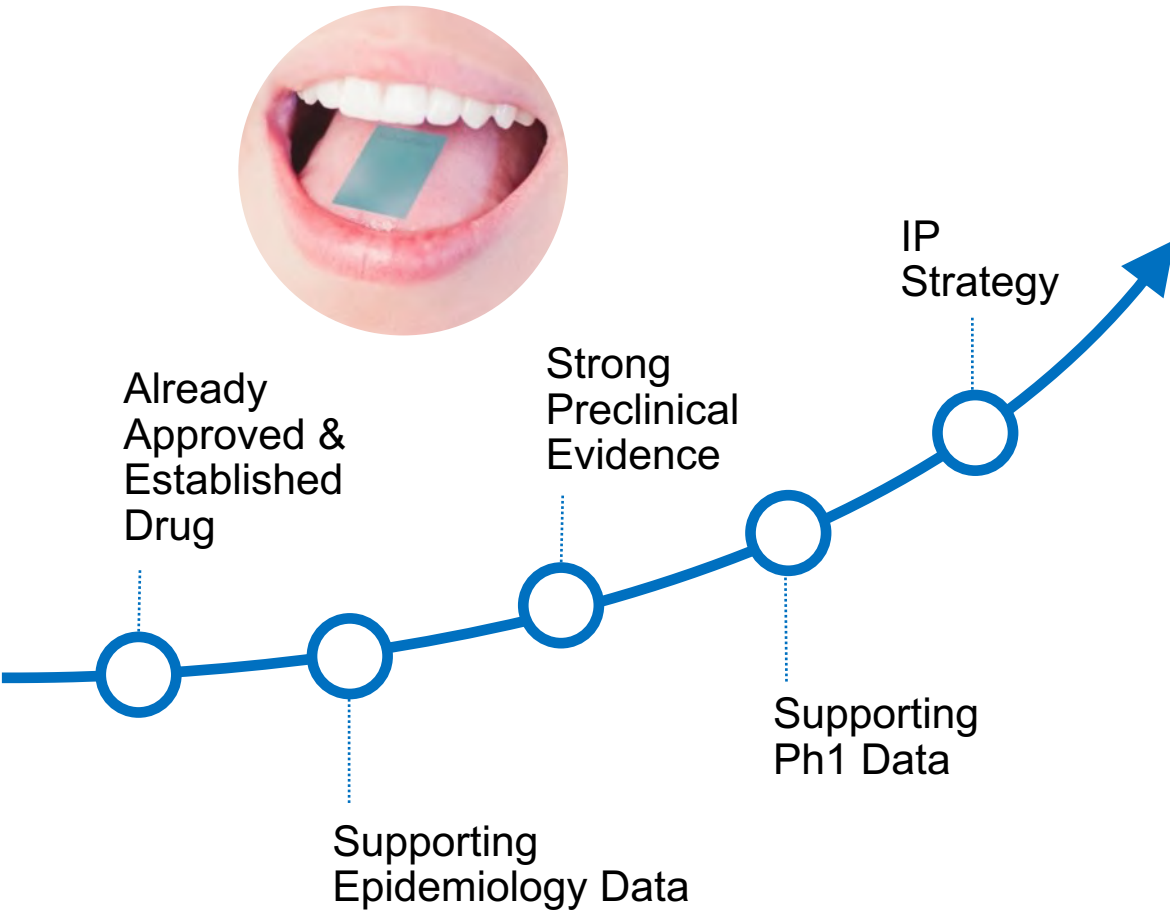 Already
Approved &
Established
Drug
Supporting
Epidemiology Data
Strong
Preclinical
Evidence
Supporting
Ph1 Data
IP
Strategy